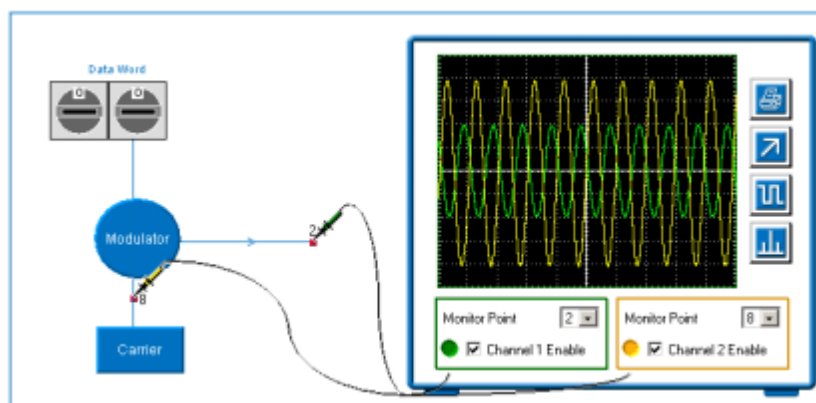 Data Word
0 0
Modulator
2
8
Carrier
Monitor Point 2
Channel 1 Enable
Monitor Point 8
Channel 2 Enable